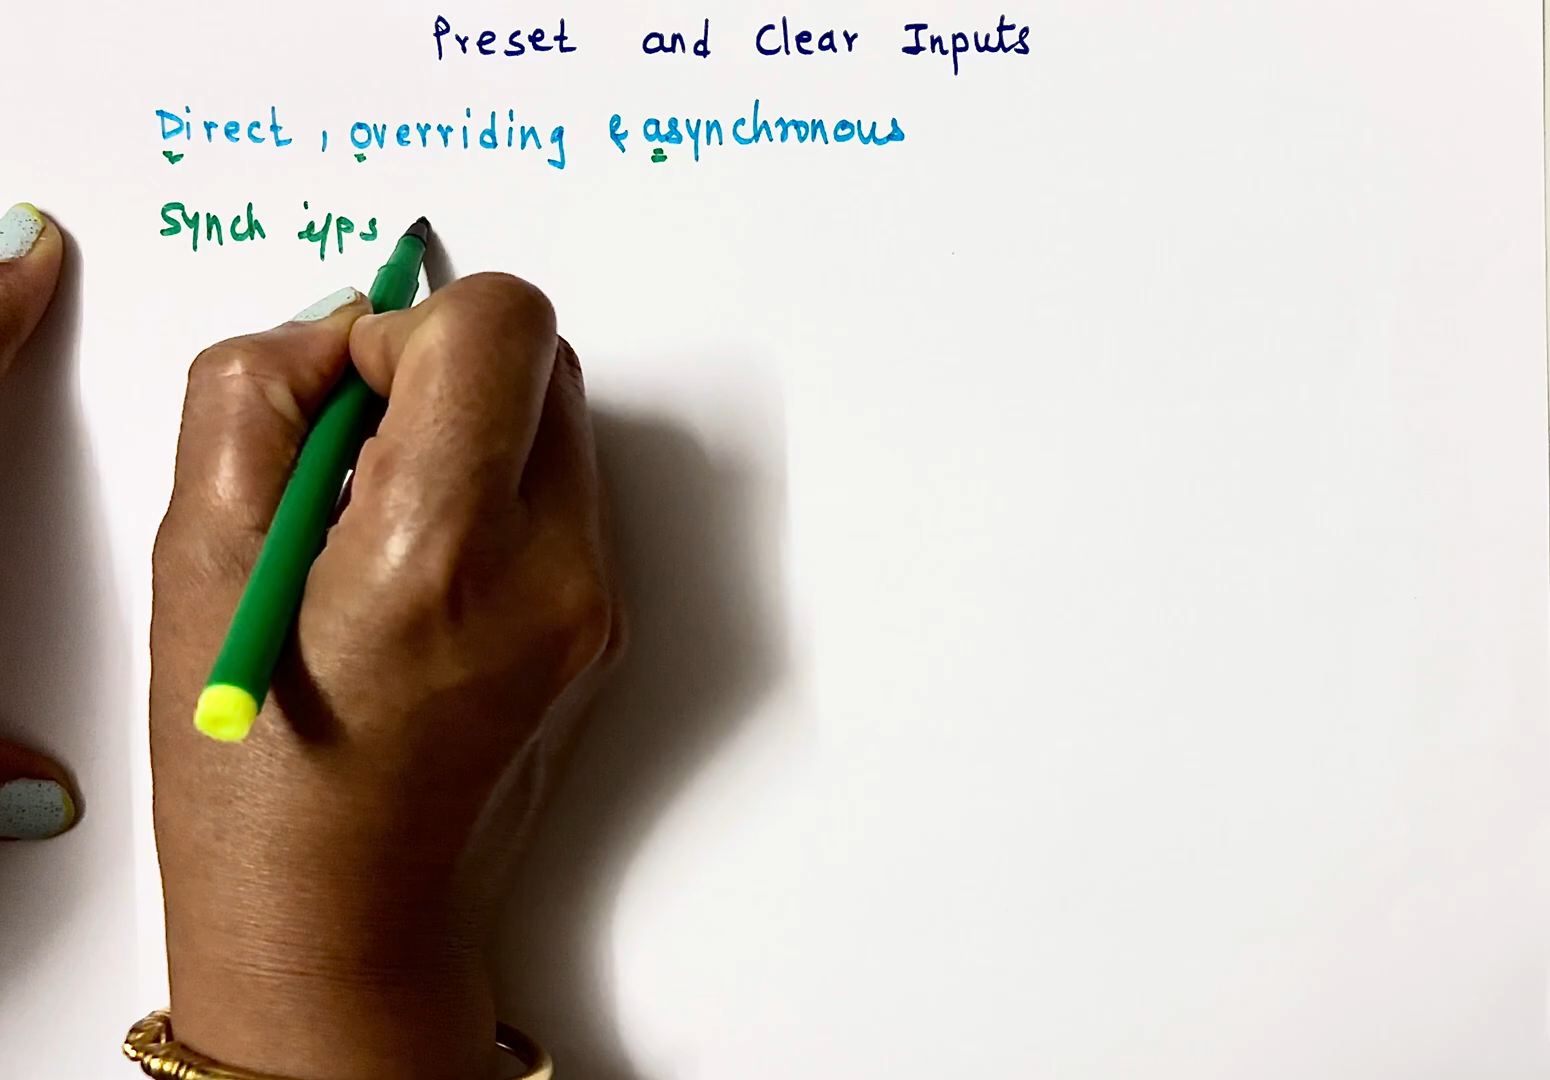 Preset and Clear Inputs
Direct, overriding & asynchronous
Synch i/ps